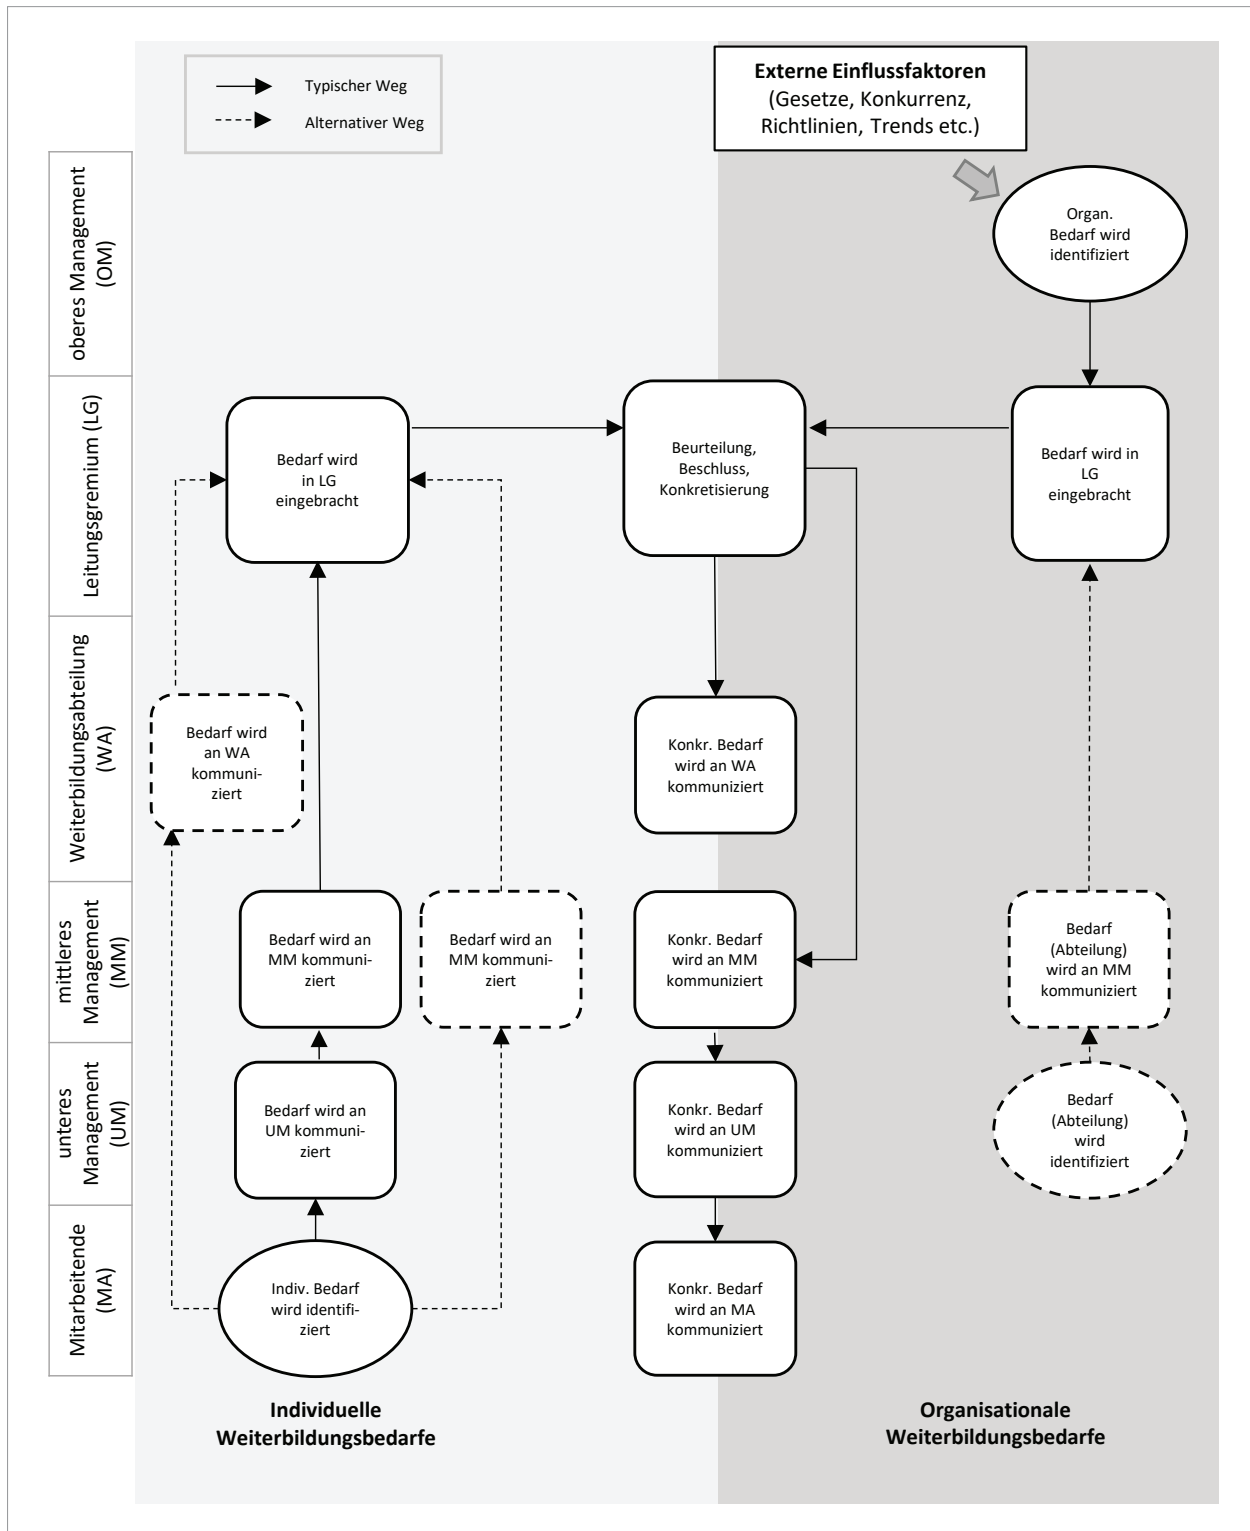 Typischer Weg
Alternativer Weg
Externe Einflussfaktoren
(Gesetze, Konkurrenz,
Richtlinien, Trends etc.)
oberes Management
(OM)
Organ.
Bedarf wird
identifiziert
Leitungsgremium (LG)
Bedarf wird
in LG
eingebracht
Beurteilung,
Beschluss,
Konkretisierung
Bedarf wird in
LG
eingebracht
Weiterbildungsabteilung
(WA)
Bedarf wird
an WA
kommuni-
ziert
Konkr. Bedarf
wird an WA
kommuniziert
mittleres
Management
(MM)
Bedarf wird an
MM kommuni-
ziert
Bedarf wird an
MM kommuni-
ziert
Konkr. Bedarf
wird an MM
kommuniziert
Bedarf
(Abteilung)
wird an MM
kommuniziert
unteres
Management
(UM)
Bedarf wird an
UM kommuni-
ziert
Konkr. Bedarf
wird an UM
kommuniziert
Bedarf
(Abteilung)
wird
identifiziert
Mitarbeitende
(MA)
Indiv. Bedarf
wird identifi-
ziert
Konkr. Bedarf
wird an MA
kommuniziert
Individuelle
Weiterbildungsbedarfe
Organisationale
Weiterbildungsbedarfe